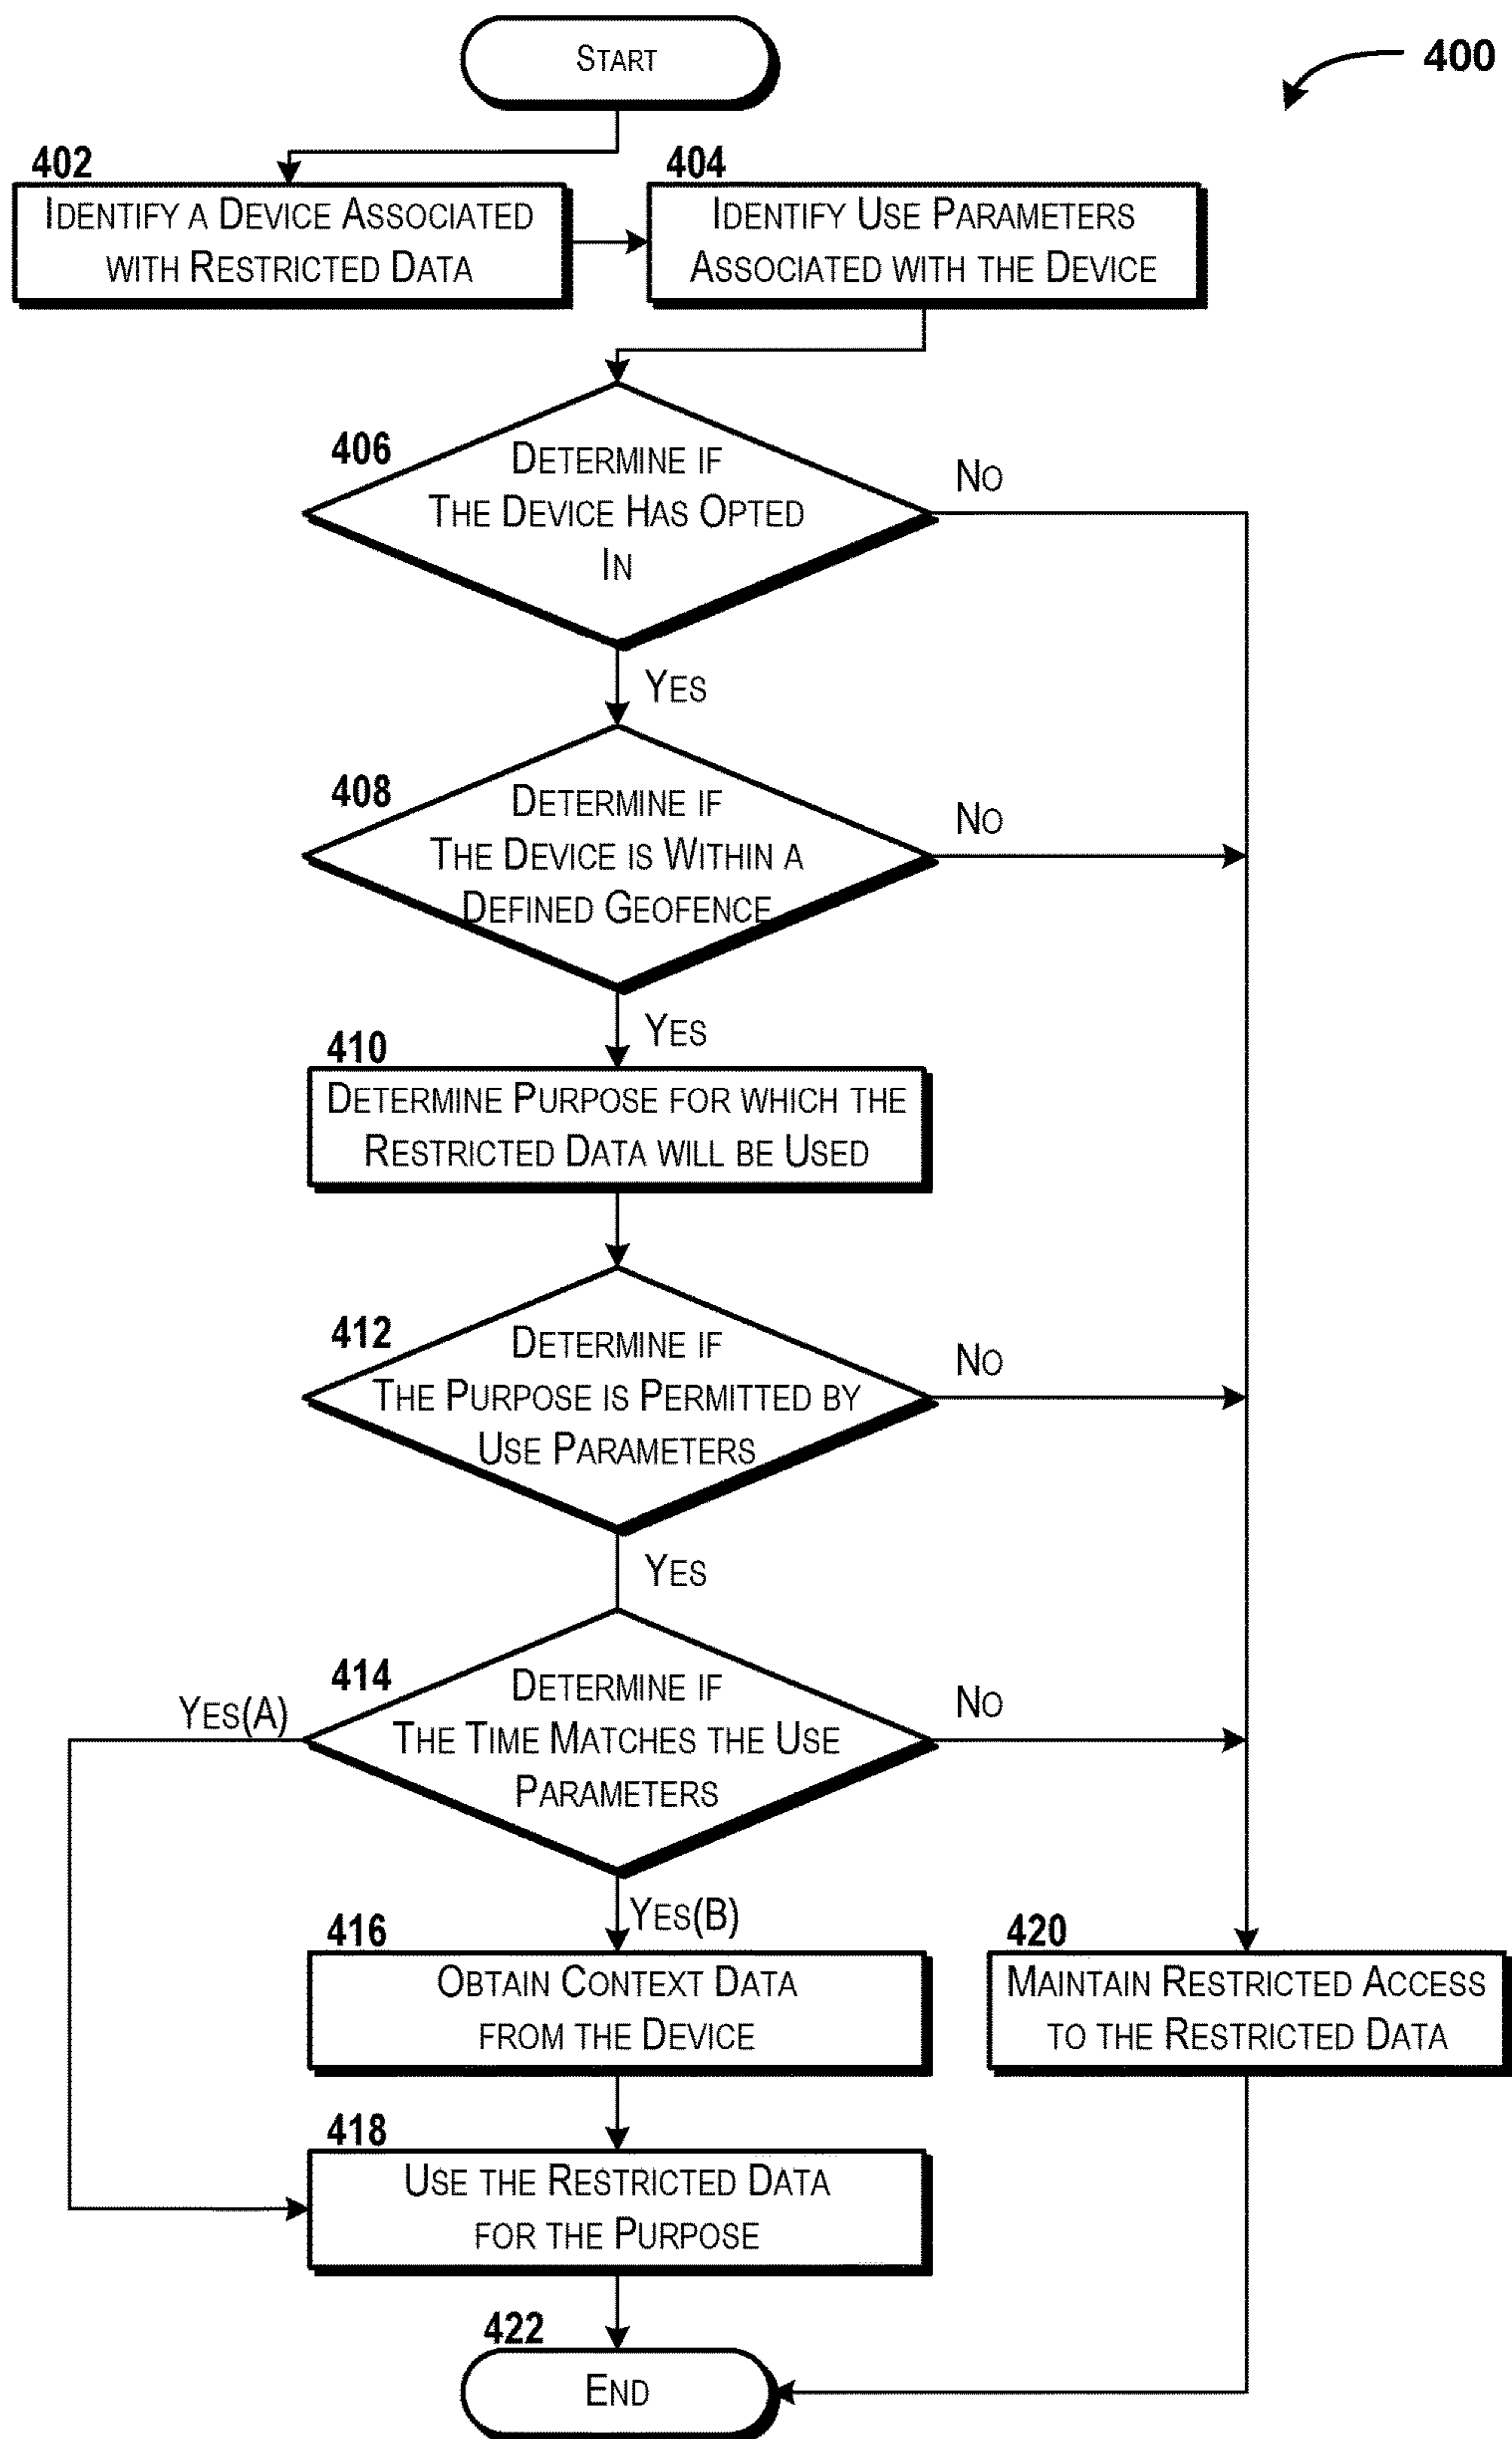 START
400
402
IDENTIFY A DEVICE ASSOCIATED
WITH RESTRICTED DATA
404
IDENTIFY USE PARAMETERS
ASSOCIATED WITH THE DEVICE
406
DETERMINE IF
THE DEVICE HAS OPTED
IN
NO
YES
408
DETERMINE IF
THE DEVICE IS WITHIN A
DEFINED GEOFENCE
NO
YES
410
DETERMINE PURPOSE FOR WHICH THE
RESTRICTED DATA WILL BE USED
412
DETERMINE IF
THE PURPOSE IS PERMITTED BY
USE PARAMETERS
NO
YES
414
DETERMINE IF
THE TIME MATCHES THE USE
PARAMETERS
YES(A)
NO
YES(B)
416
OBTAIN CONTEXT DATA
FROM THE DEVICE
420
MAINTAIN RESTRICTED ACCESS
TO THE RESTRICTED DATA
418
USE THE RESTRICTED DATA
FOR THE PURPOSE
422
END